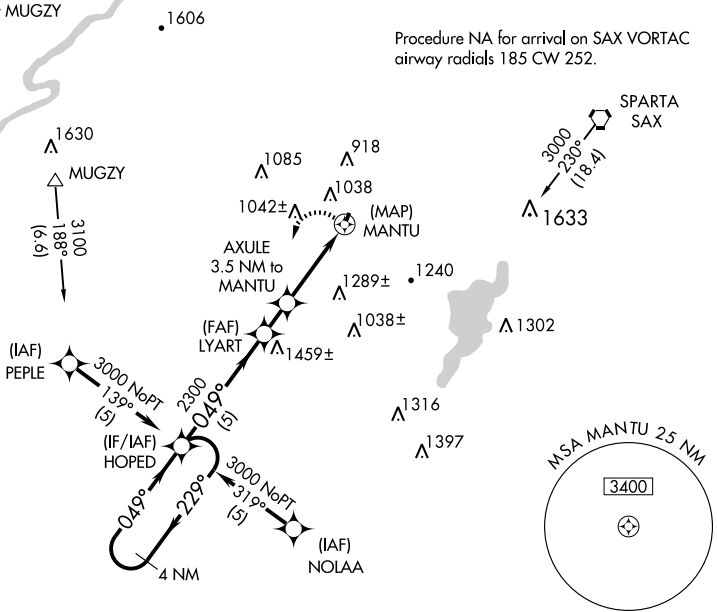 MUGZY
1606
Procedure NA for arrival on SAX VORTAC
airway radials 185 CW 252.
SPARTA
SAX
3000
230°
(18.4)
1630
MUGZY
3100
188°
(6.6)
1085
918
1038
1042±
(MAP)
MANTU
1633
AXULE
3.5 NM to
MANTU
1289±
1240
(FAF)
LYART
1038±
1459±
1302
(IAF)
PEPLE
3000 NoPT
139°
(5)
2300
049°
(5)
(IF/IAF)
HOPED
1316
1397
3000 NoPT
319°
(5)
049°
229°
4 NM
(IAF)
NOLAA
MSA MANTU 25 NM
3400